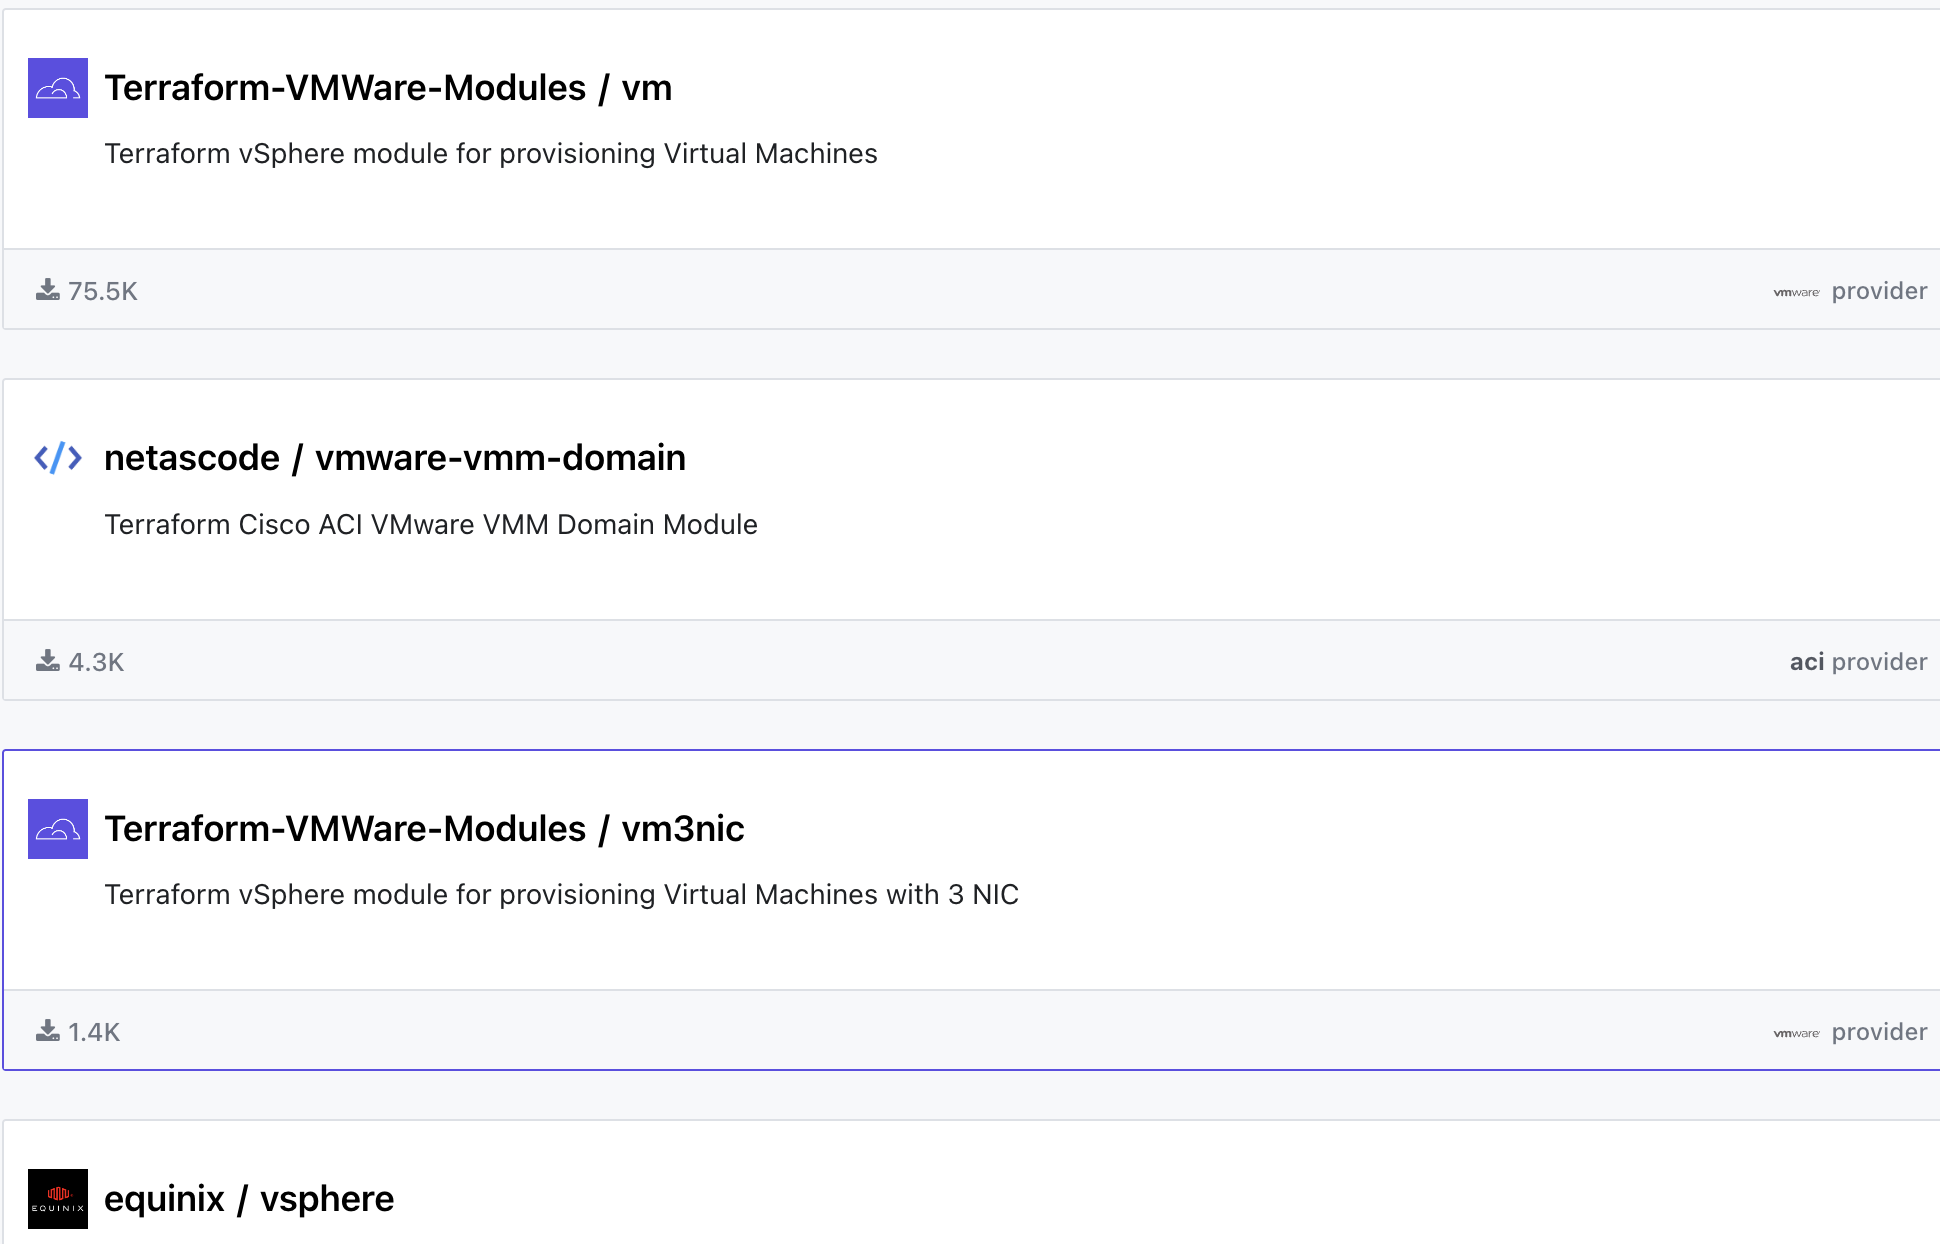 Terraform-VMWare-Modules / vm
Terraform vSphere module for provisioning Virtual Machines
75.5K
vmware provider
netascode / vmware-vmm-domain
Terraform Cisco ACI VMware VMM Domain Module
4.3K
aci provider
Terraform-VMWare-Modules / vm3nic
Terraform vSphere module for provisioning Virtual Machines with 3 NIC
1.4K
vmware provider
EQUINIX
equinix / vsphere